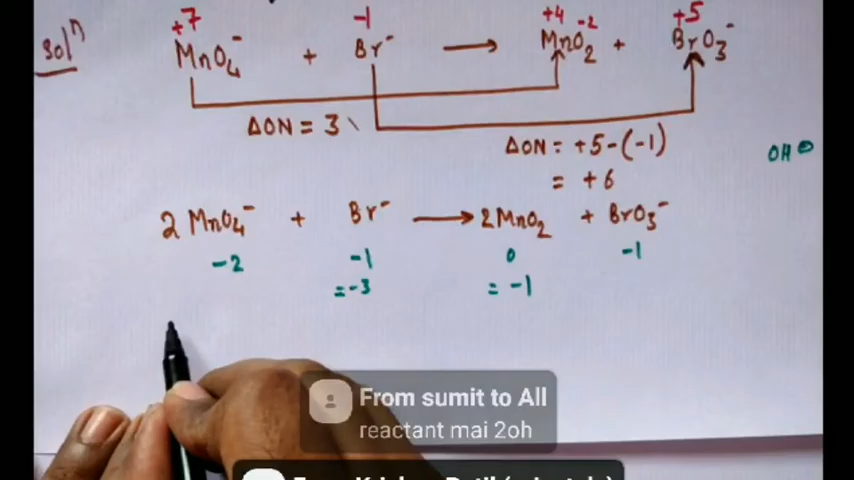 Solⁿ
+7 -1 +4 -2 +5
MnO₄⁻ + Br⁻ ⟶ MnO₂ + BrO₃⁻
ΔON = 3
ΔON = +5-(-1)
= +6
OH⊖
2 MnO₄⁻ + Br⁻ ⟶ 2MnO₂ + BrO₃⁻
-2 -1 0 -1
=-3 = -1
From sumit to All
reactant mai 2oh